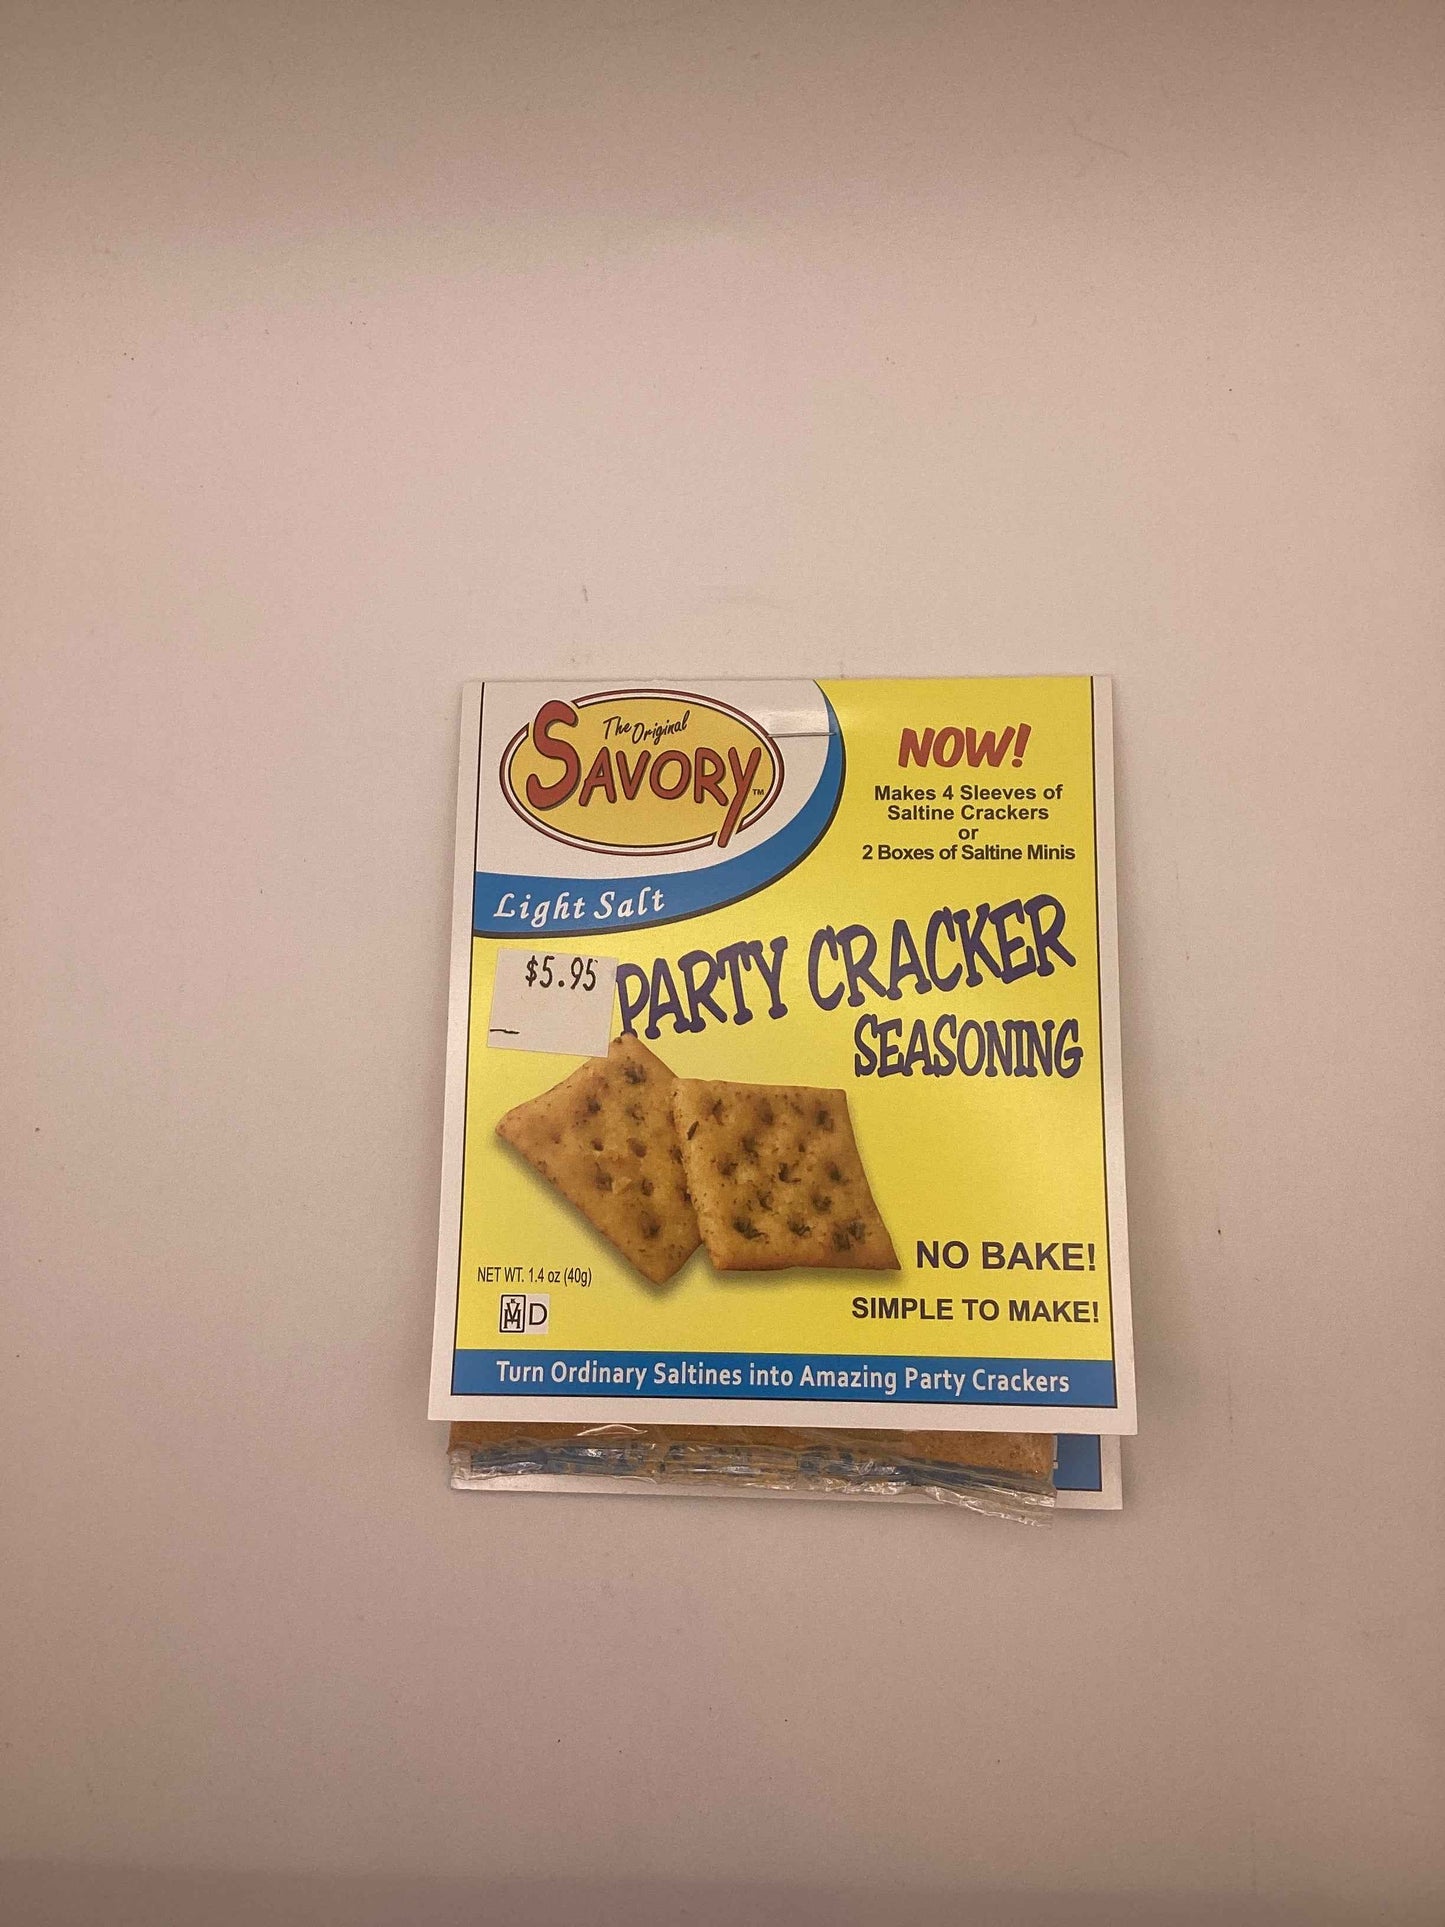 The Original
SAVORY™
Light Salt
NOW!
Makes 4 Sleeves of
Saltine Crackers
or
2 Boxes of Saltine Minis
$5.95
PARTY CRACKER
SEASONING
NO BAKE!
SIMPLE TO MAKE!
NET WT. 1.4 oz (40g)
D
Turn Ordinary Saltines into Amazing Party Crackers